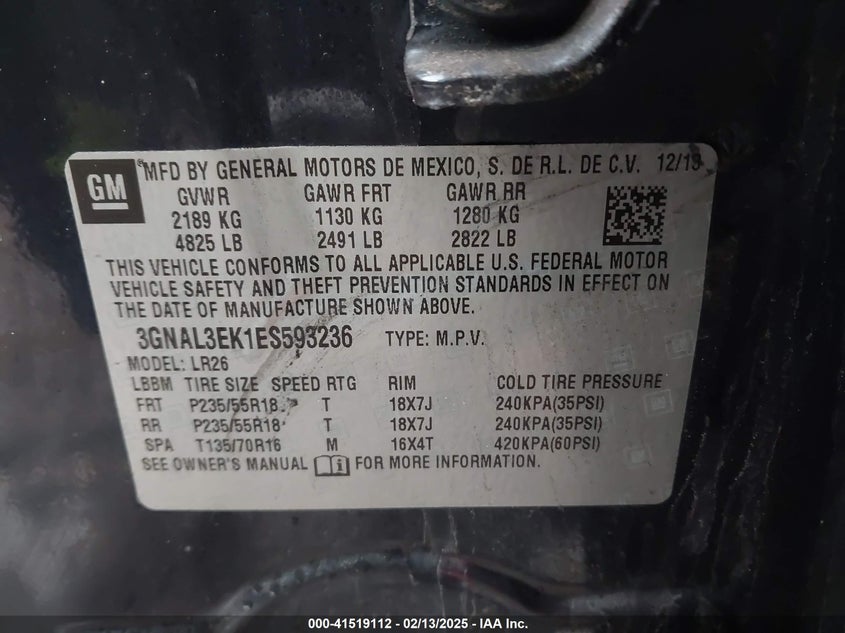 GM
®MFD BY GENERAL MOTORS DE MEXICO, S. DE R.L. DE C.V. 12/13
GVWR GAWR FRT GAWR RR
2189 KG 1130 KG 1280 KG
4825 LB 2491 LB 2822 LB
THIS VEHICLE CONFORMS TO ALL APPLICABLE U.S. FEDERAL MOTOR
VEHICLE SAFETY AND THEFT PREVENTION STANDARDS IN EFFECT ON
THE DATE OF MANUFACTURE SHOWN ABOVE.
3GNAL3EK1ES593236 TYPE: M.P.V.
MODEL: LR26
LBBM TIRE SIZE SPEED RTG RIM COLD TIRE PRESSURE
FRT P235/55R18 T 18X7J 240KPA(35PSI)
RR P235/55R18 T 18X7J 240KPA(35PSI)
SPA T135/70R16 M 16X4T 420KPA(60PSI)
SEE OWNER'S MANUAL FOR MORE INFORMATION.
000-41519112 - 02/13/2025 - IAA Inc.